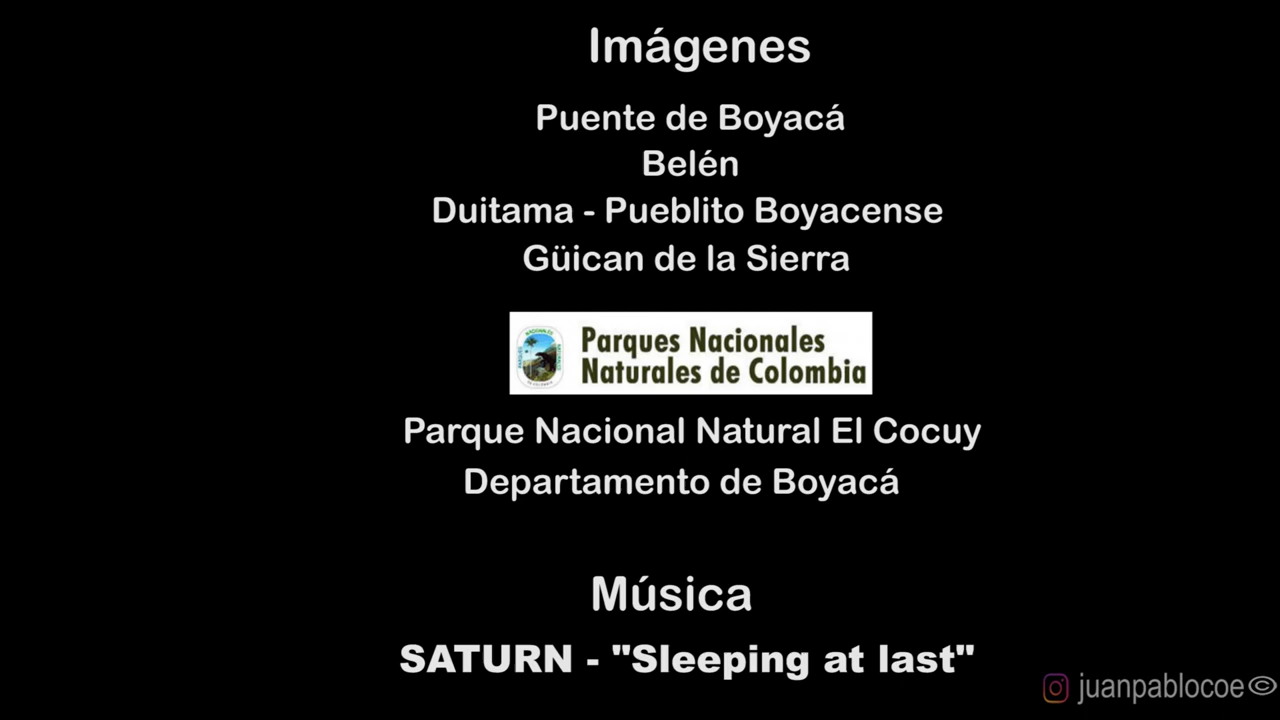 Imágenes
Puente de Boyacá
Belén
Duitama - Pueblito Boyacense
Güican de la Sierra
Parques Nacionales
Naturales de Colombia
Parque Nacional Natural El Cocuy
Departamento de Boyacá
Música
SATURN - "Sleeping at last"
juanpablocoe©